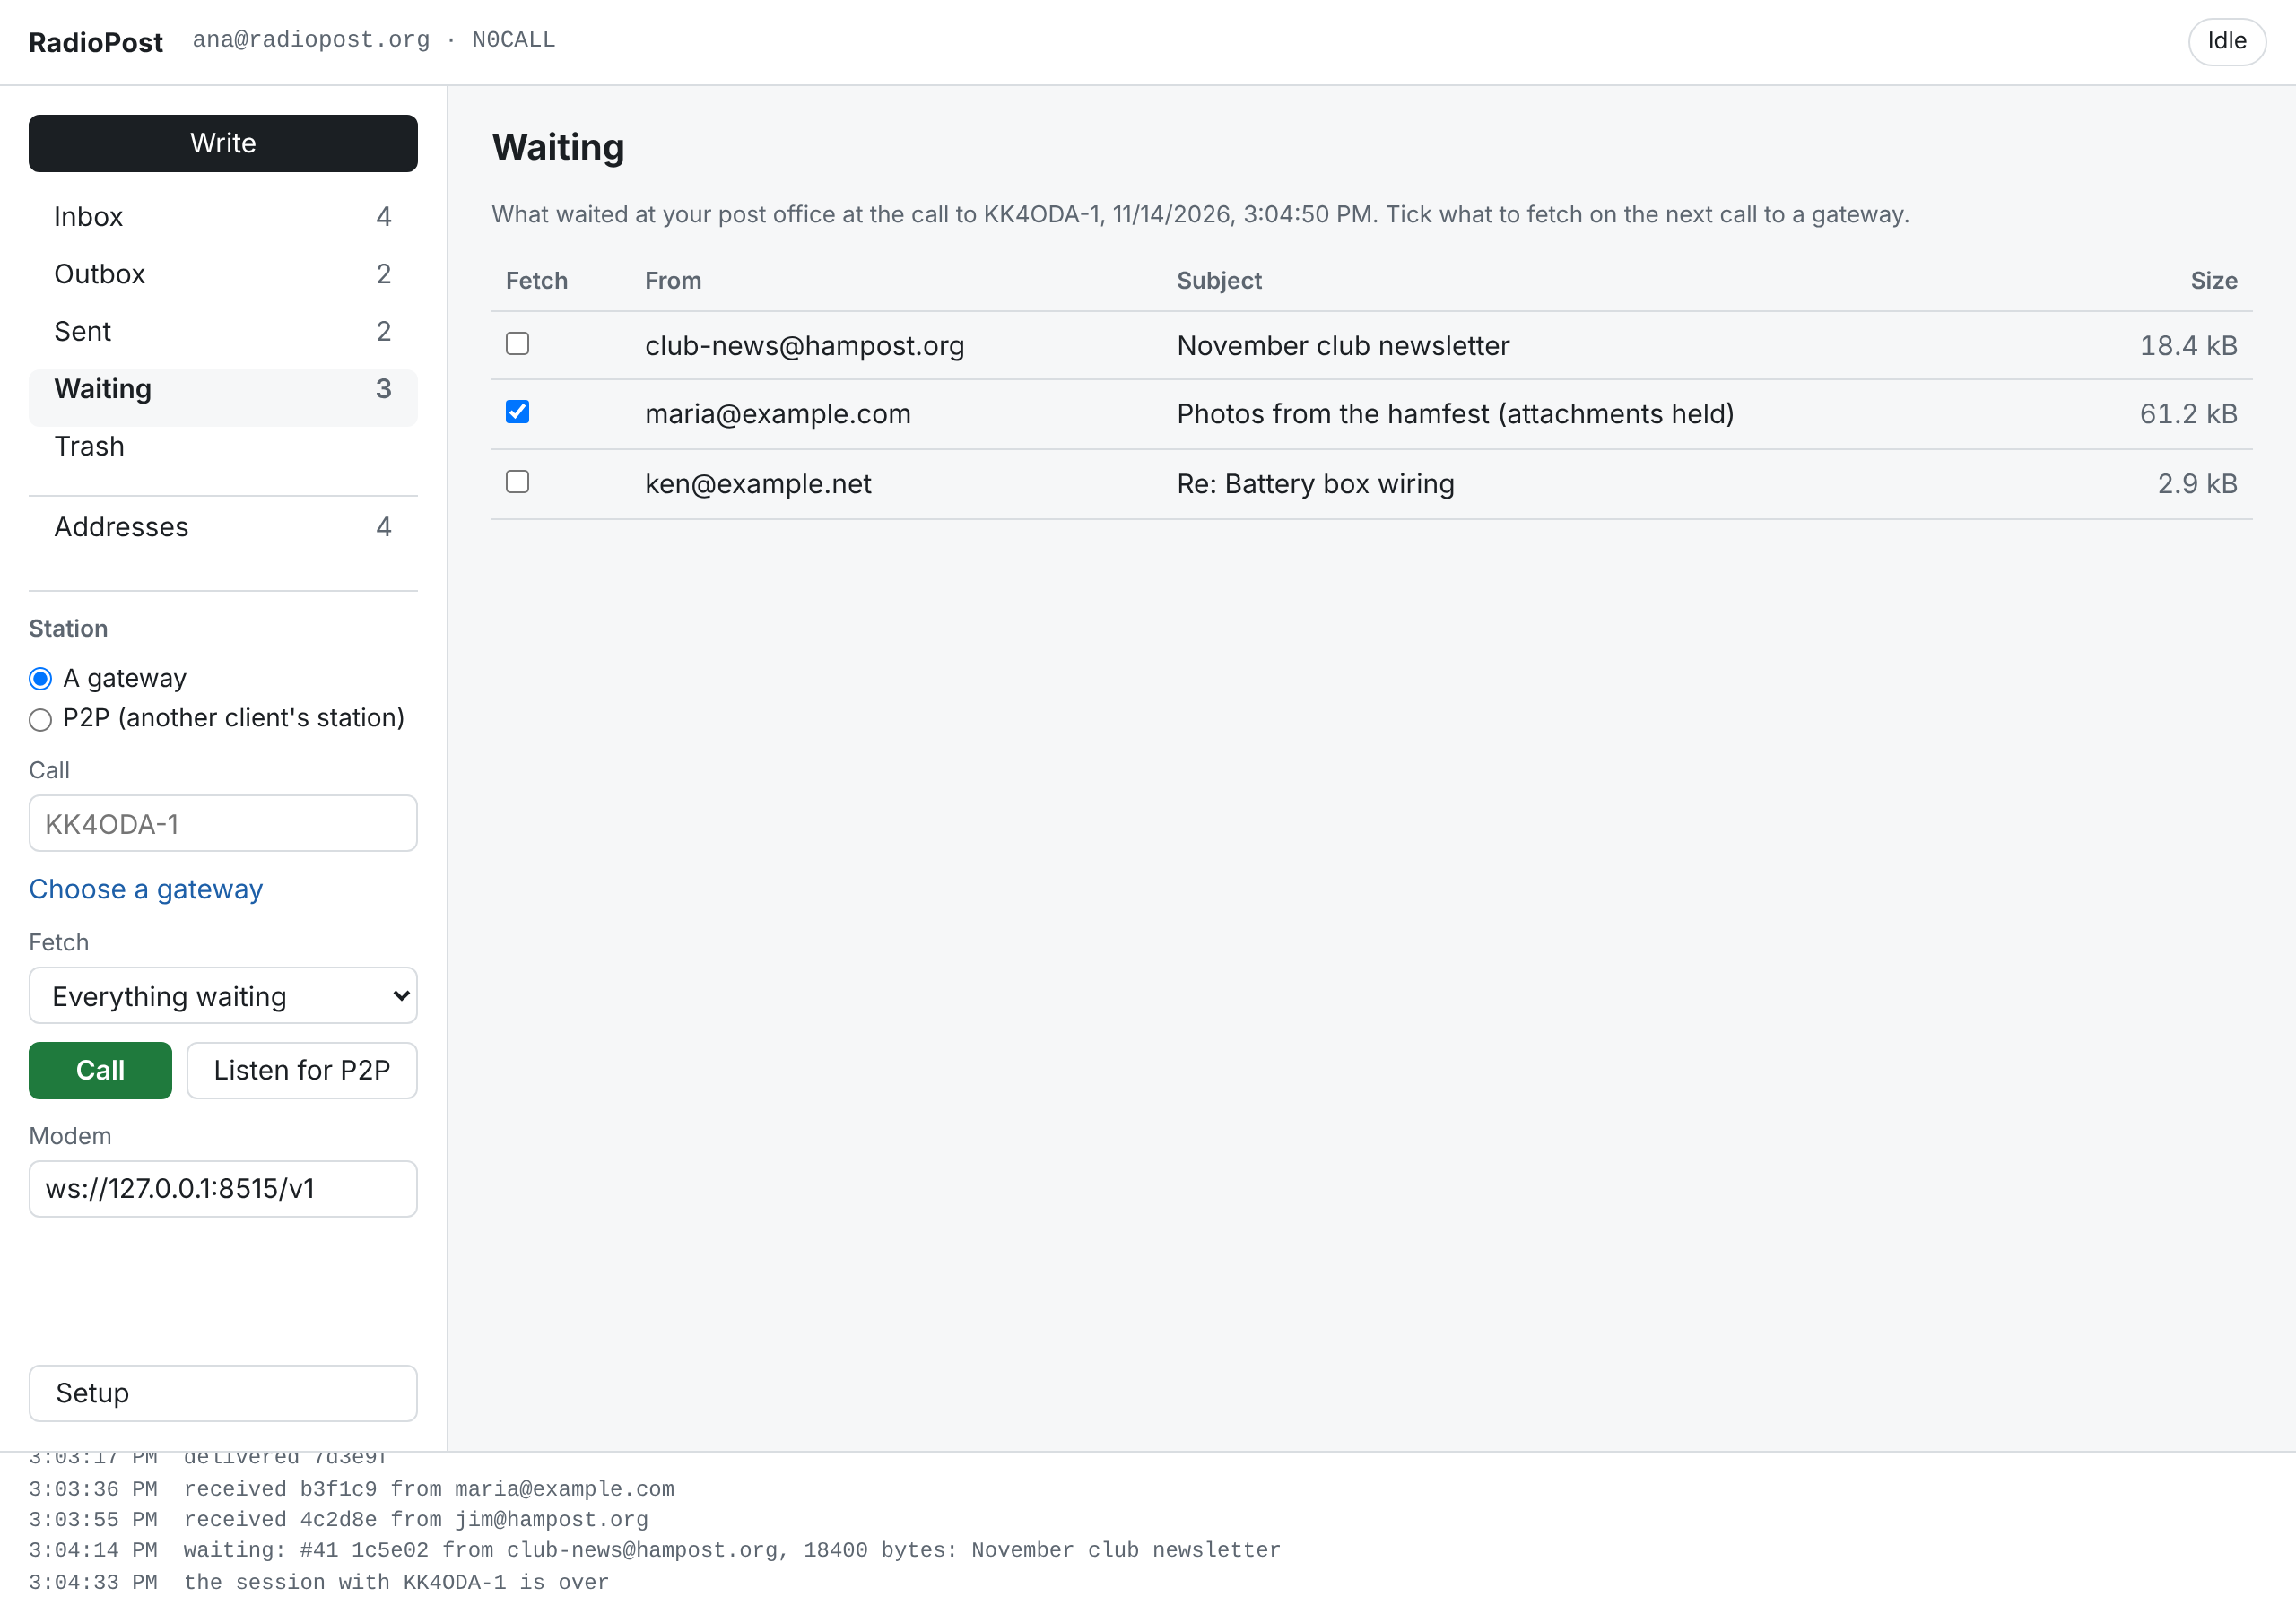 RadioPost ana@radiopost.org · N0CALL Idle
Write
Inbox 4
Outbox 2
Sent 2
Waiting 3
Trash
Addresses 4
Station
A gateway
P2P (another client's station)
Call
KK4ODA-1
Choose a gateway
Fetch
Everything waiting
Call Listen for P2P
Modem
ws://127.0.0.1:8515/v1
Setup
Waiting
What waited at your post office at the call to KK4ODA-1, 11/14/2026, 3:04:50 PM. Tick what to fetch on the next call to a gateway.
Fetch From Subject Size
club-news@hampost.org November club newsletter 18.4 kB
maria@example.com Photos from the hamfest (attachments held) 61.2 kB
ken@example.net Re: Battery box wiring 2.9 kB
3:03:17 PM delivered 7d3e9f
3:03:36 PM received b3f1c9 from maria@example.com
3:03:55 PM received 4c2d8e from jim@hampost.org
3:04:14 PM waiting: #41 1c5e02 from club-news@hampost.org, 18400 bytes: November club newsletter
3:04:33 PM the session with KK4ODA-1 is over